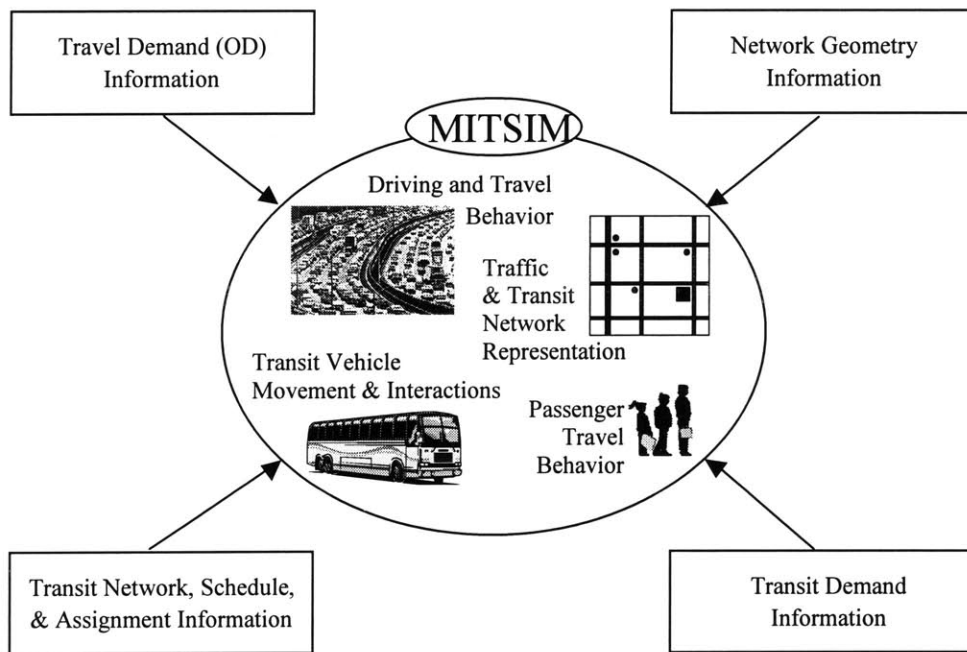 Travel Demand (OD)
Information
Network Geometry
Information
MITSIM
Driving and Travel
Behavior
Traffic
& Transit
Network
Representation
Transit Vehicle
Movement & Interactions
Passenger
Travel
Behavior
Transit Network, Schedule,
& Assignment Information
Transit Demand
Information